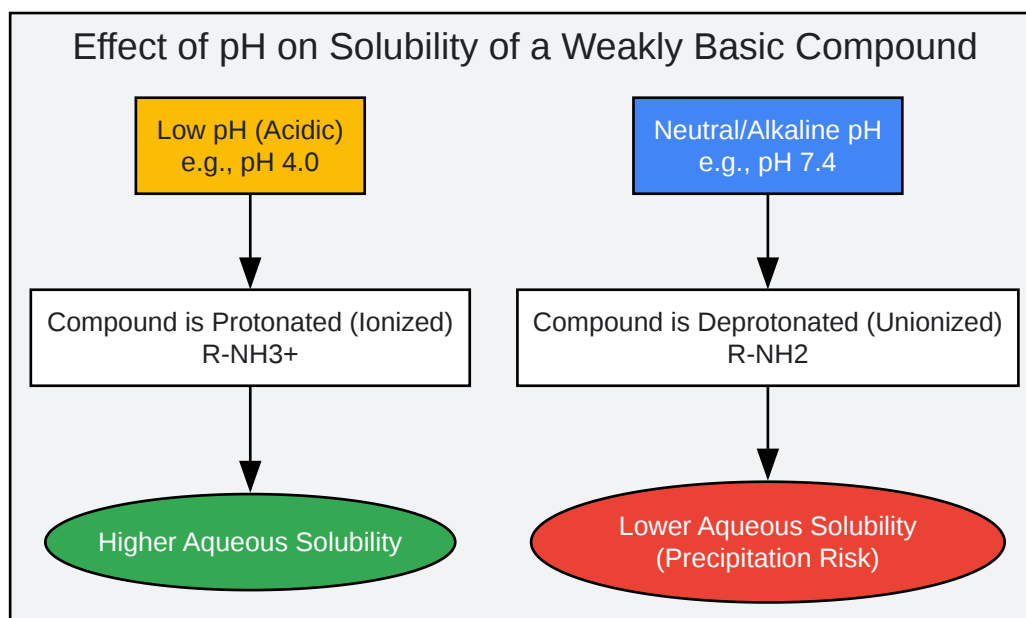 Effect of pH on Solubility of a Weakly Basic Compound
Low pH (Acidic)
e.g., pH 4.0
Neutral/Alkaline pH
e.g., pH 7.4
Compound is Protonated (Ionized)
R-NH3+
Compound is Deprotonated (Unionized)
R-NH2
Higher Aqueous Solubility
Lower Aqueous Solubility
(Precipitation Risk)